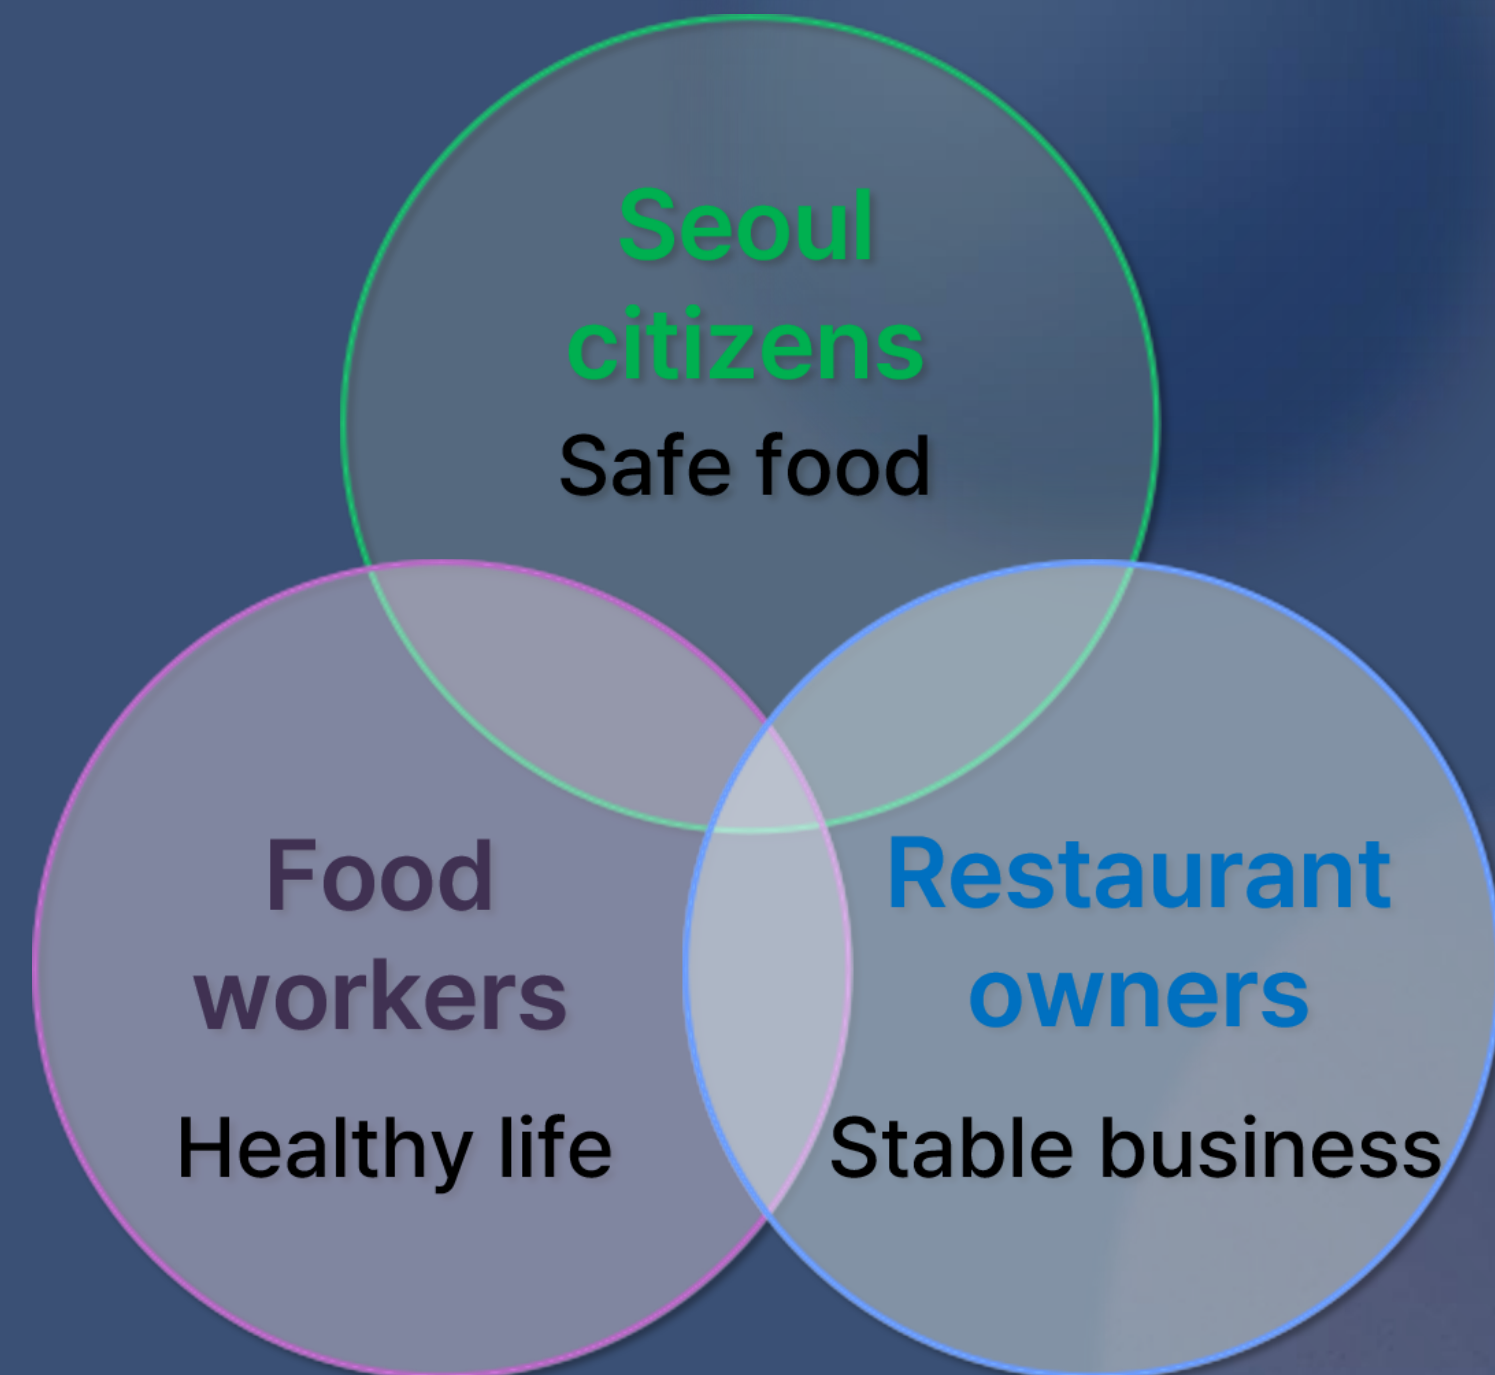 Seoul
citizens
Safe food
Food
workers
Healthy life
Restaurant
owners
Stable business